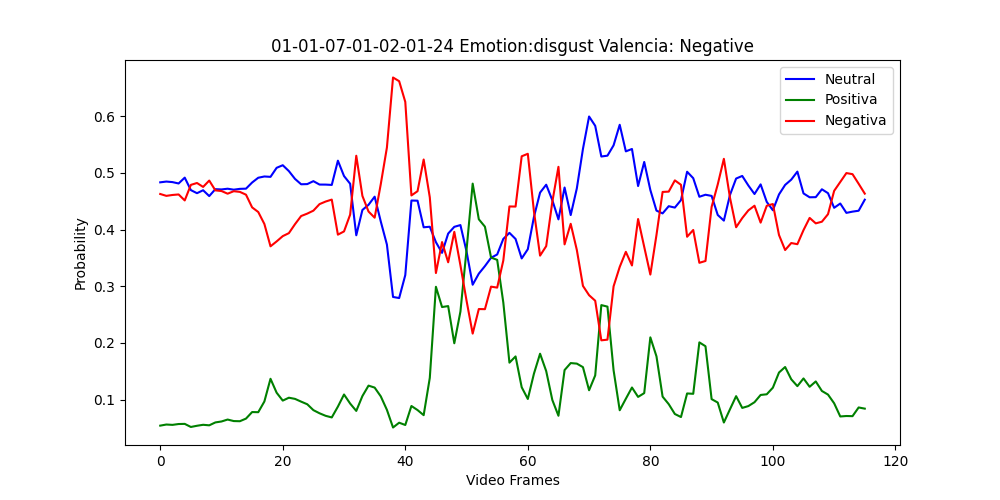 01-01-07-01-02-01-24 Emotion:disgust Valencia: Negative
Neutral
Positiva
Negativa
0.6
0.5
0.4
0.3
0.2
0.1
Probability
0 20 40 60 80 100 120
Video Frames